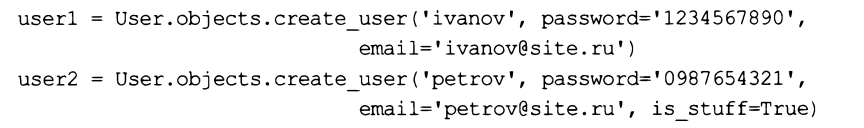 user1 = User.objects.create_user('ivanov', password='1234567890',
email='ivanov@site.ru')
user2 = User.objects.create_user('petrov', password='0987654321',
email='petrov@site.ru', is_stuff=True)